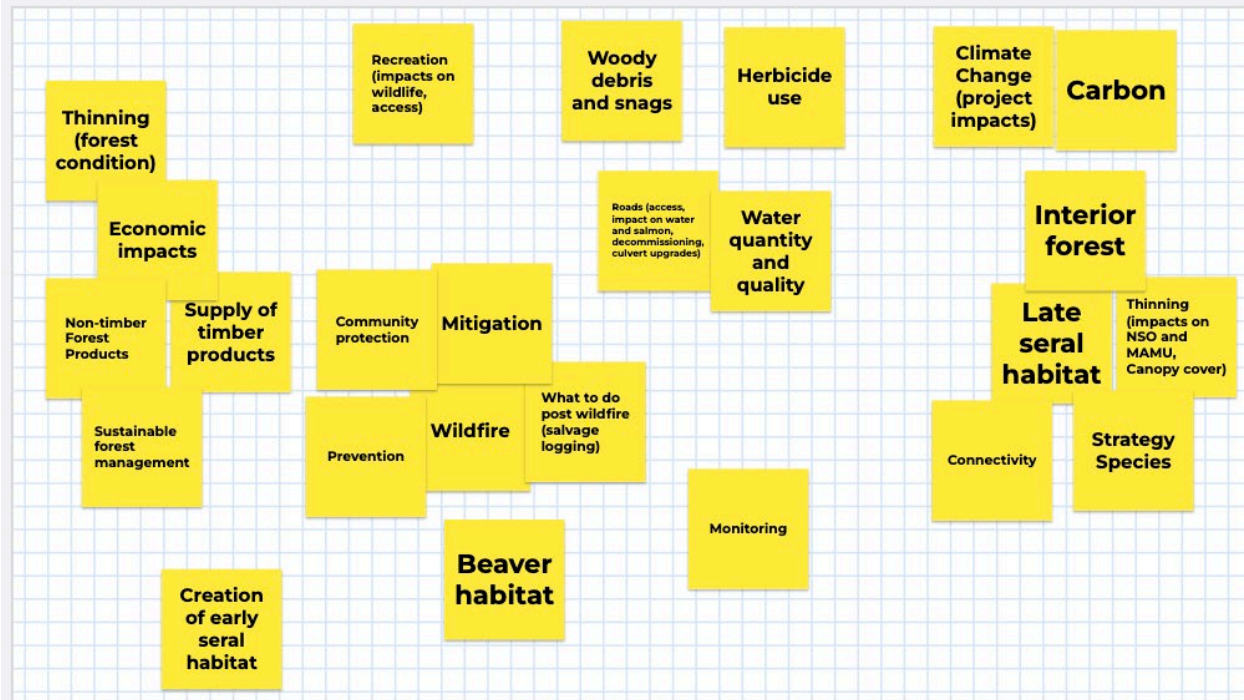 Recreation
(impacts on
wildlife,
access)
Woody
debris
and snags
Herbicide
use
Climate
Change
(project
impacts)
Carbon
Thinning
(forest
condition)
Economic
impacts
Non-timber
Forest
Products
Supply of
timber
products
Sustainable
forest
management
Community
protection
Mitigation
Prevention
Wildfire
What to do
post wildfire
(salvage
logging)
Roads (access,
impact on water
and salmon,
decommissioning,
culvert upgrades)
Water
quantity
and
quality
Interior
forest
Late
seral
habitat
Thinning
(impacts on
NSO and
MAMU,
Canopy cover)
Connectivity
Strategy
Species
Monitoring
Beaver
habitat
Creation
of early
seral
habitat